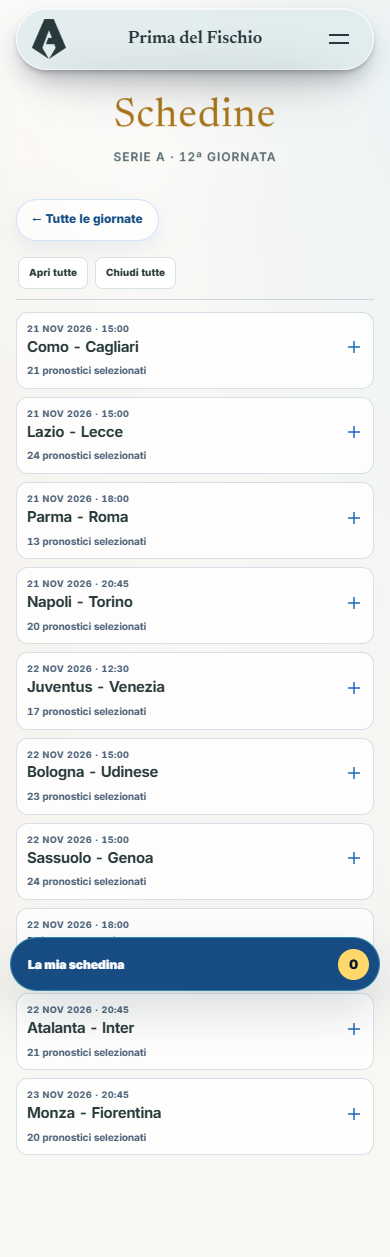 Prima del Fischio
Schedine
SERIE A · 12ª GIORNATA
← Tutte le giornate
Apri tutte Chiudi tutte
21 NOV 2026 · 15:00
Como - Cagliari
21 pronostici selezionati
21 NOV 2026 · 15:00
Lazio - Lecce
24 pronostici selezionati
21 NOV 2026 · 18:00
Parma - Roma
13 pronostici selezionati
21 NOV 2026 · 20:45
Napoli - Torino
20 pronostici selezionati
22 NOV 2026 · 12:30
Juventus - Venezia
17 pronostici selezionati
22 NOV 2026 · 15:00
Bologna - Udinese
23 pronostici selezionati
22 NOV 2026 · 15:00
Sassuolo - Genoa
24 pronostici selezionati
22 NOV 2026 · 18:00
La mia schedina 0
22 NOV 2026 · 20:45
Atalanta - Inter
21 pronostici selezionati
23 NOV 2026 · 20:45
Monza - Fiorentina
20 pronostici selezionati